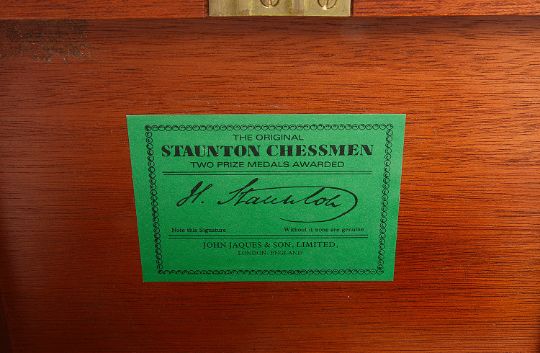 THE ORIGINAL
STAUNTON CHESSMEN
TWO PRIZE MEDALS AWARDED
H. Staunton
Note this Signature Without it none are genuine
JOHN JAQUES & SON, LIMITED,
LONDON, ENGLAND